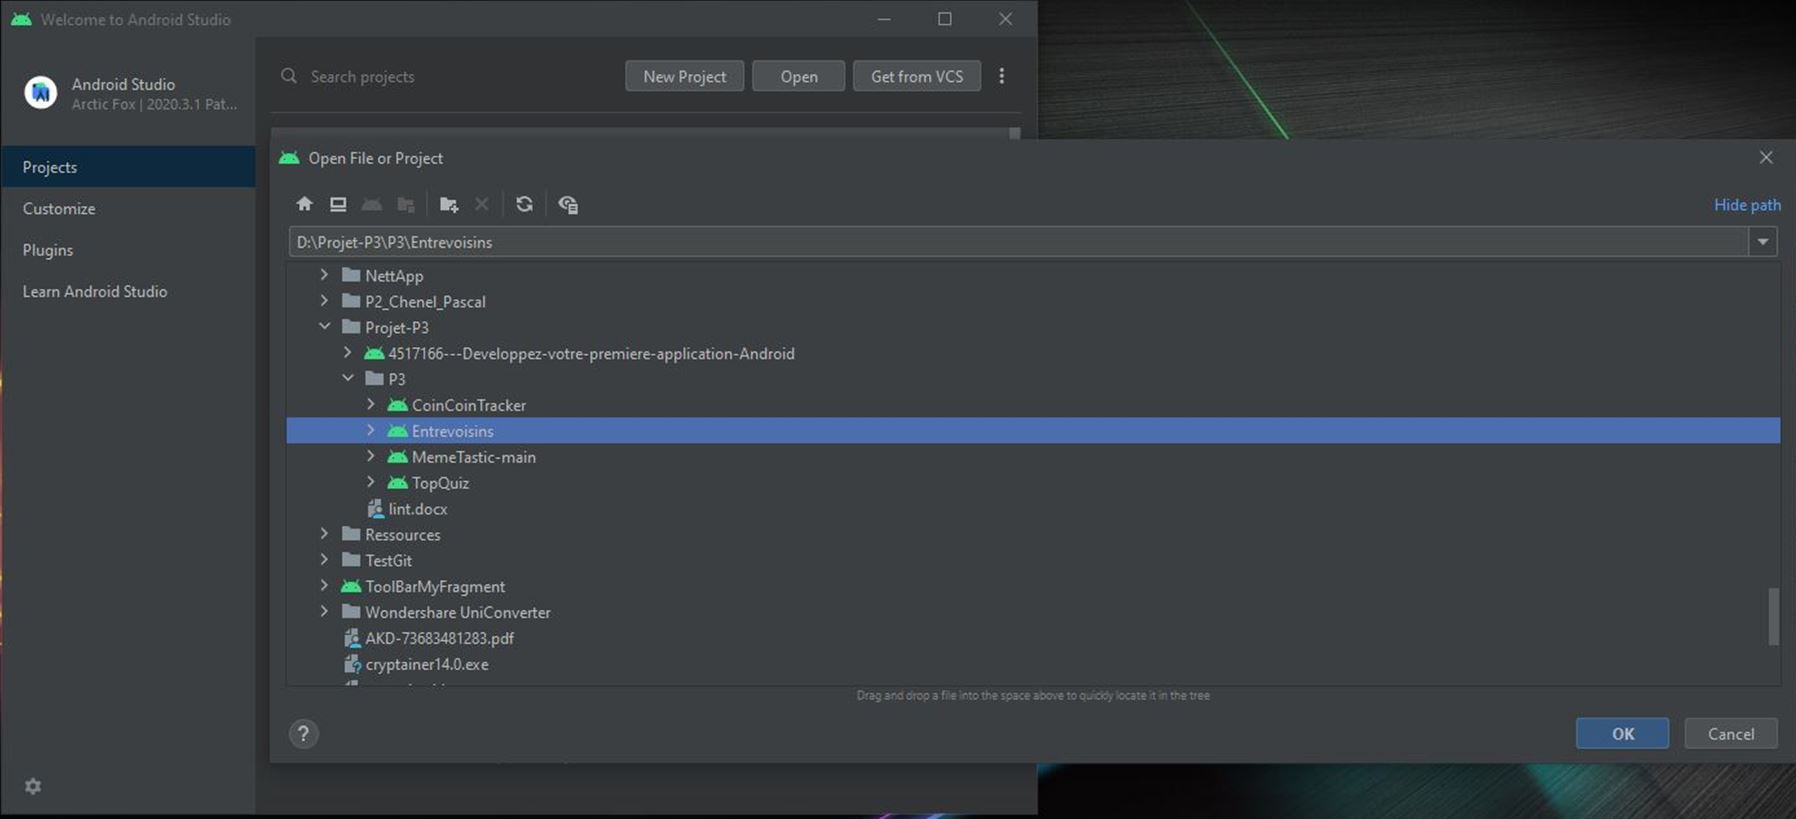 Welcome to Android Studio
Android Studio
Arctic Fox | 2020.3.1 Pat...
Search projects
New Project
Open
Get from VCS
Projects
Customize
Plugins
Learn Android Studio
Open File or Project
Hide path
D:\Projet-P3\P3\Entrevoisins
NettApp
P2_Chenel_Pascal
Projet-P3
4517166---Developpez-votre-premiere-application-Android
P3
CoinCoinTracker
Entrevoisins
MemeTastic-main
TopQuiz
lint.docx
Ressources
TestGit
ToolBarMyFragment
Wondershare UniConverter
AKD-73683481283.pdf
cryptainer14.0.exe
Drag and drop a file into the space above to quickly locate it in the tree
?
OK
Cancel